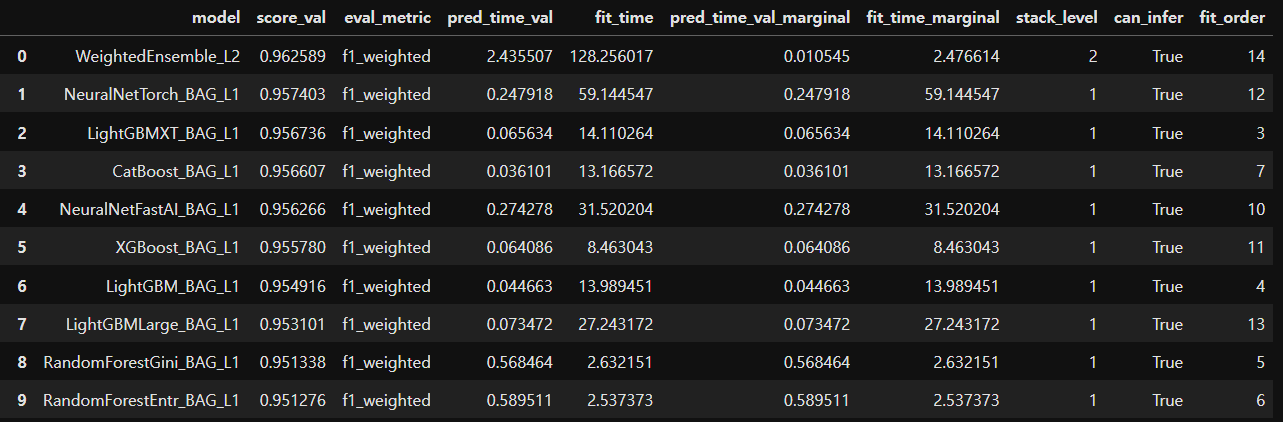 model score_val eval_metric pred_time_val fit_time pred_time_val_marginal fit_time_marginal stack_level can_infer fit_order
0 WeightedEnsemble_L2 0.962589 f1_weighted 2.435507 128.256017 0.010545 2.476614 2 True 14
1 NeuralNetTorch_BAG_L1 0.957403 f1_weighted 0.247918 59.144547 0.247918 59.144547 1 True 12
2 LightGBMXT_BAG_L1 0.956736 f1_weighted 0.065634 14.110264 0.065634 14.110264 1 True 3
3 CatBoost_BAG_L1 0.956607 f1_weighted 0.036101 13.166572 0.036101 13.166572 1 True 7
4 NeuralNetFastAI_BAG_L1 0.956266 f1_weighted 0.274278 31.520204 0.274278 31.520204 1 True 10
5 XGBoost_BAG_L1 0.955780 f1_weighted 0.064086 8.463043 0.064086 8.463043 1 True 11
6 LightGBM_BAG_L1 0.954916 f1_weighted 0.044663 13.989451 0.044663 13.989451 1 True 4
7 LightGBMLarge_BAG_L1 0.953101 f1_weighted 0.073472 27.243172 0.073472 27.243172 1 True 13
8 RandomForestGini_BAG_L1 0.951338 f1_weighted 0.568464 2.632151 0.568464 2.632151 1 True 5
9 RandomForestEntr_BAG_L1 0.951276 f1_weighted 0.589511 2.537373 0.589511 2.537373 1 True 6